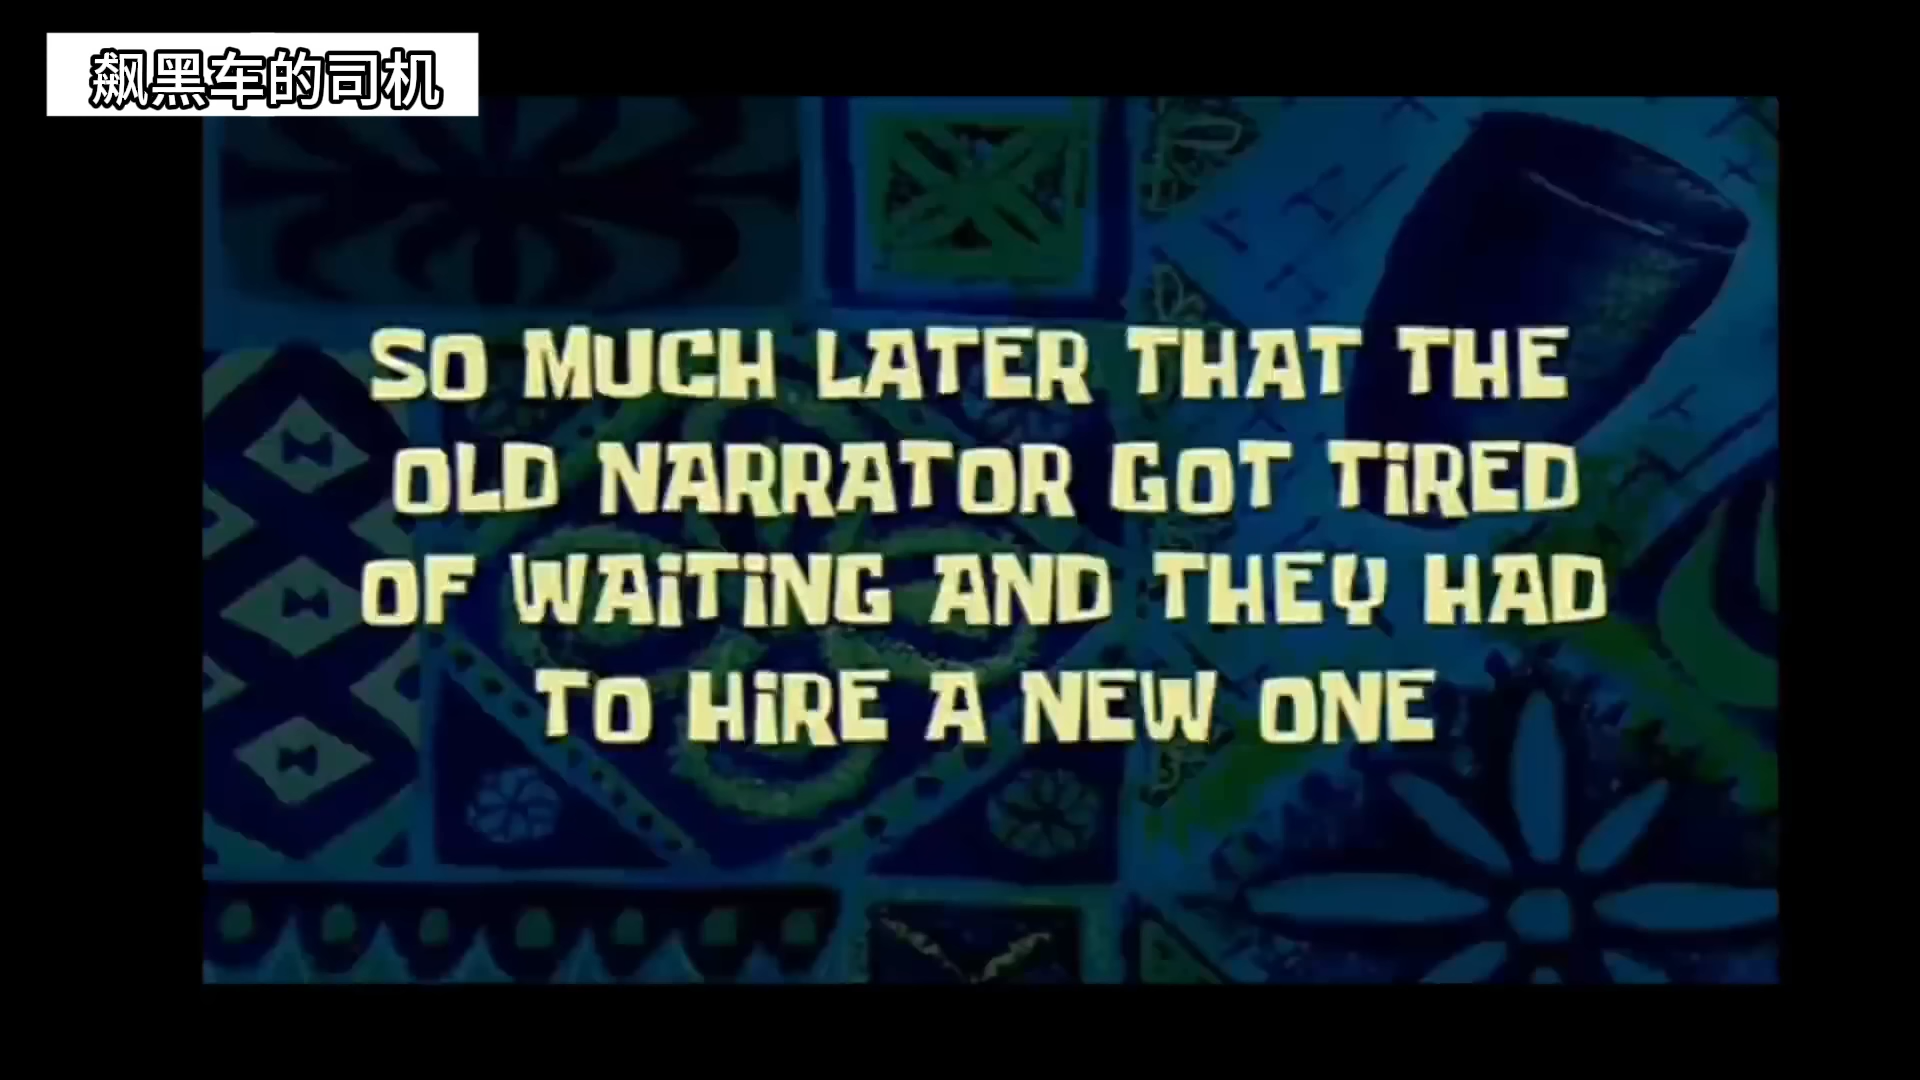 飙黑车的司机
SO MUCH LATER THAT THE
OLD NARRATOR GOT TiRED
OF WAiTiNG AND THEY HAD
TO HiRE A NEW ONE